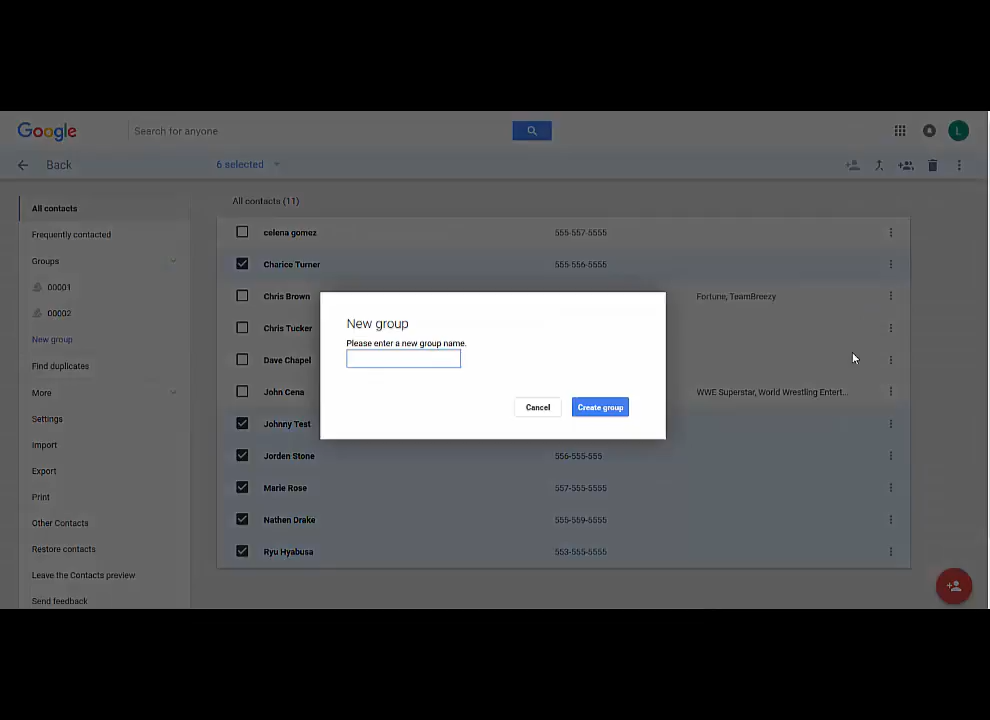 Google
Search for anyone
L
Back
6 selected
All contacts (11)
All contacts
Frequently contacted
Groups
00001
00002
New group
Find duplicates
More
Settings
Import
Export
Print
Other Contacts
Restore contacts
Leave the Contacts preview
Send feedback
celena gomez 555-557-5555
Charice Turner 555-556-5555
Chris Brown Fortune, TeamBreezy
Chris Tucker
Dave Chapel
John Cena WWE Superstar, World Wrestling Entert...
Johnny Test
Jorden Stone 556-555-555
Marie Rose 557-555-5555
Nathen Drake 555-559-5555
Ryu Hyabusa 553-555-5555
New group
Please enter a new group name.
Cancel Create group